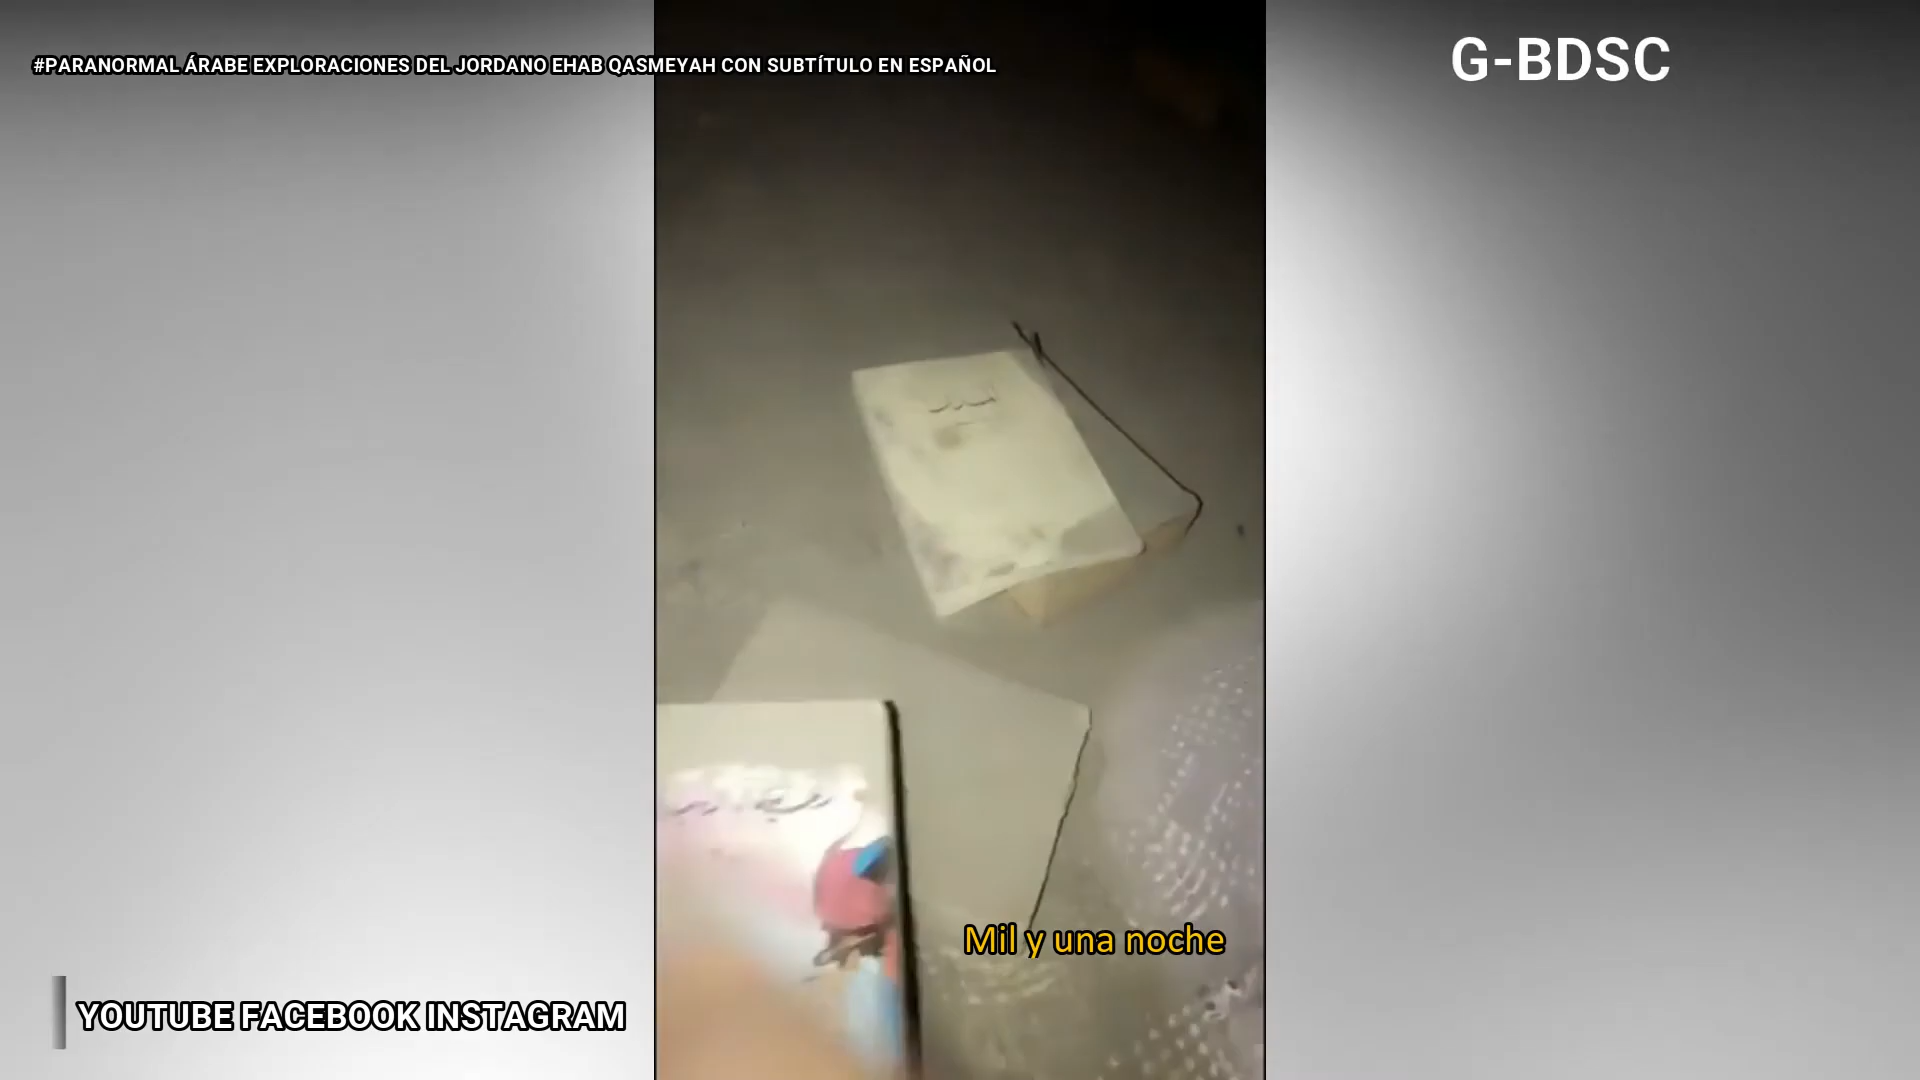 #PARANORMAL ÁRABE EXPLORACIONES DEL JORDANO EHAB QASMEYAH CON SUBTÍTULO EN ESPAÑOL
G-BDSC
Mil y una noche
YOUTUBE FACEBOOK INSTAGRAM